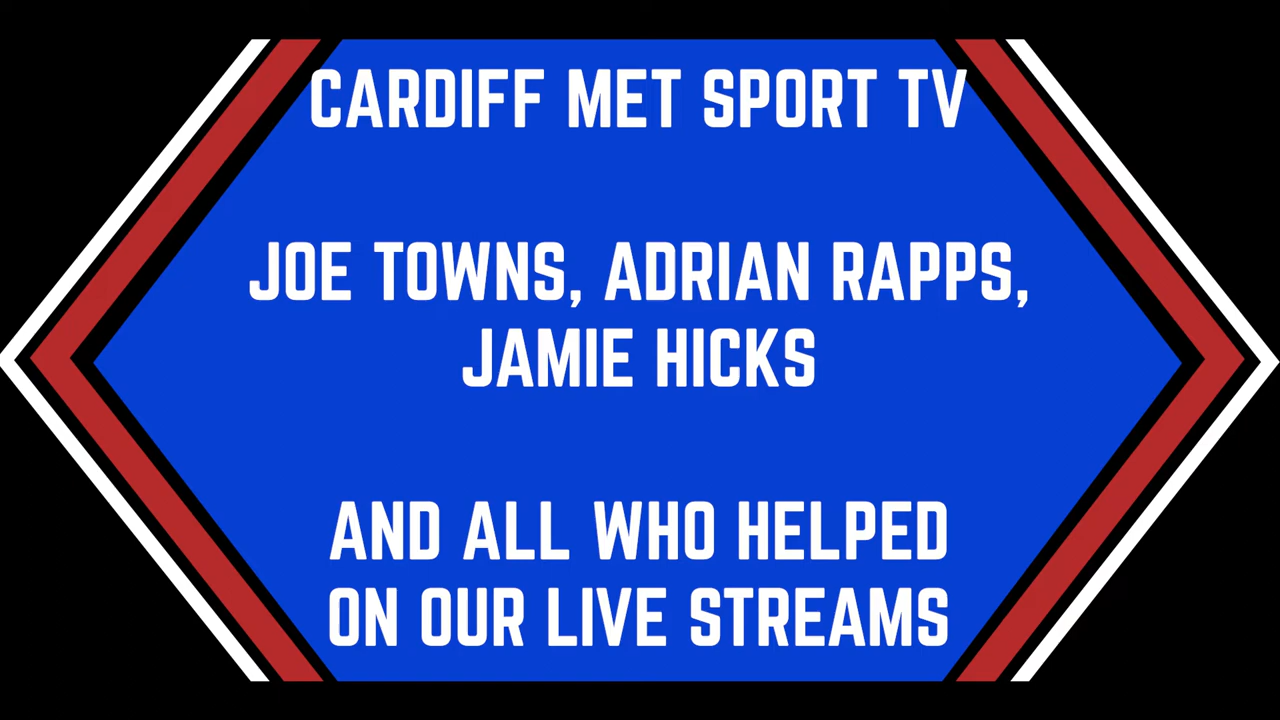 CARDIFF MET SPORT TV
JOE TOWNS, ADRIAN RAPPS,
JAMIE HICKS
AND ALL WHO HELPED
ON OUR LIVE STREAMS